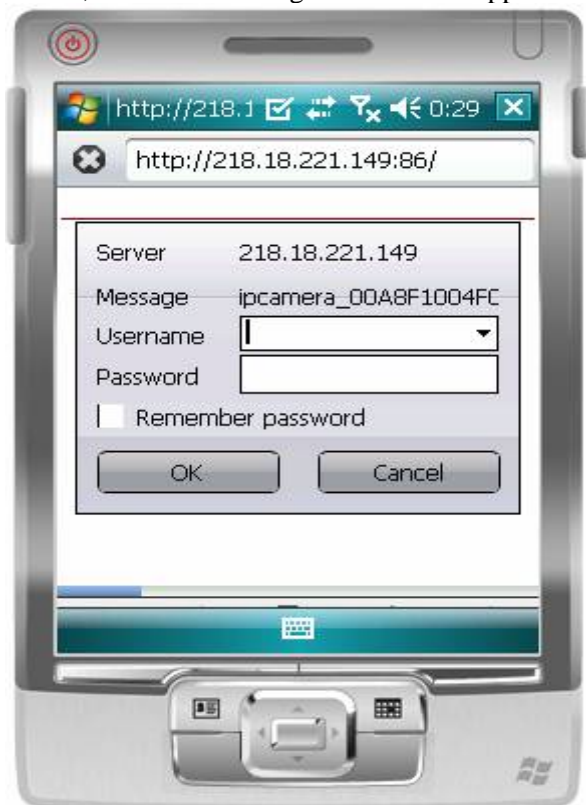 http://218.1 0:29
http://218.18.221.149:86/
Server 218.18.221.149
Message ipcamera_00A8F1004FC
Username
Password
Remember password
OK Cancel